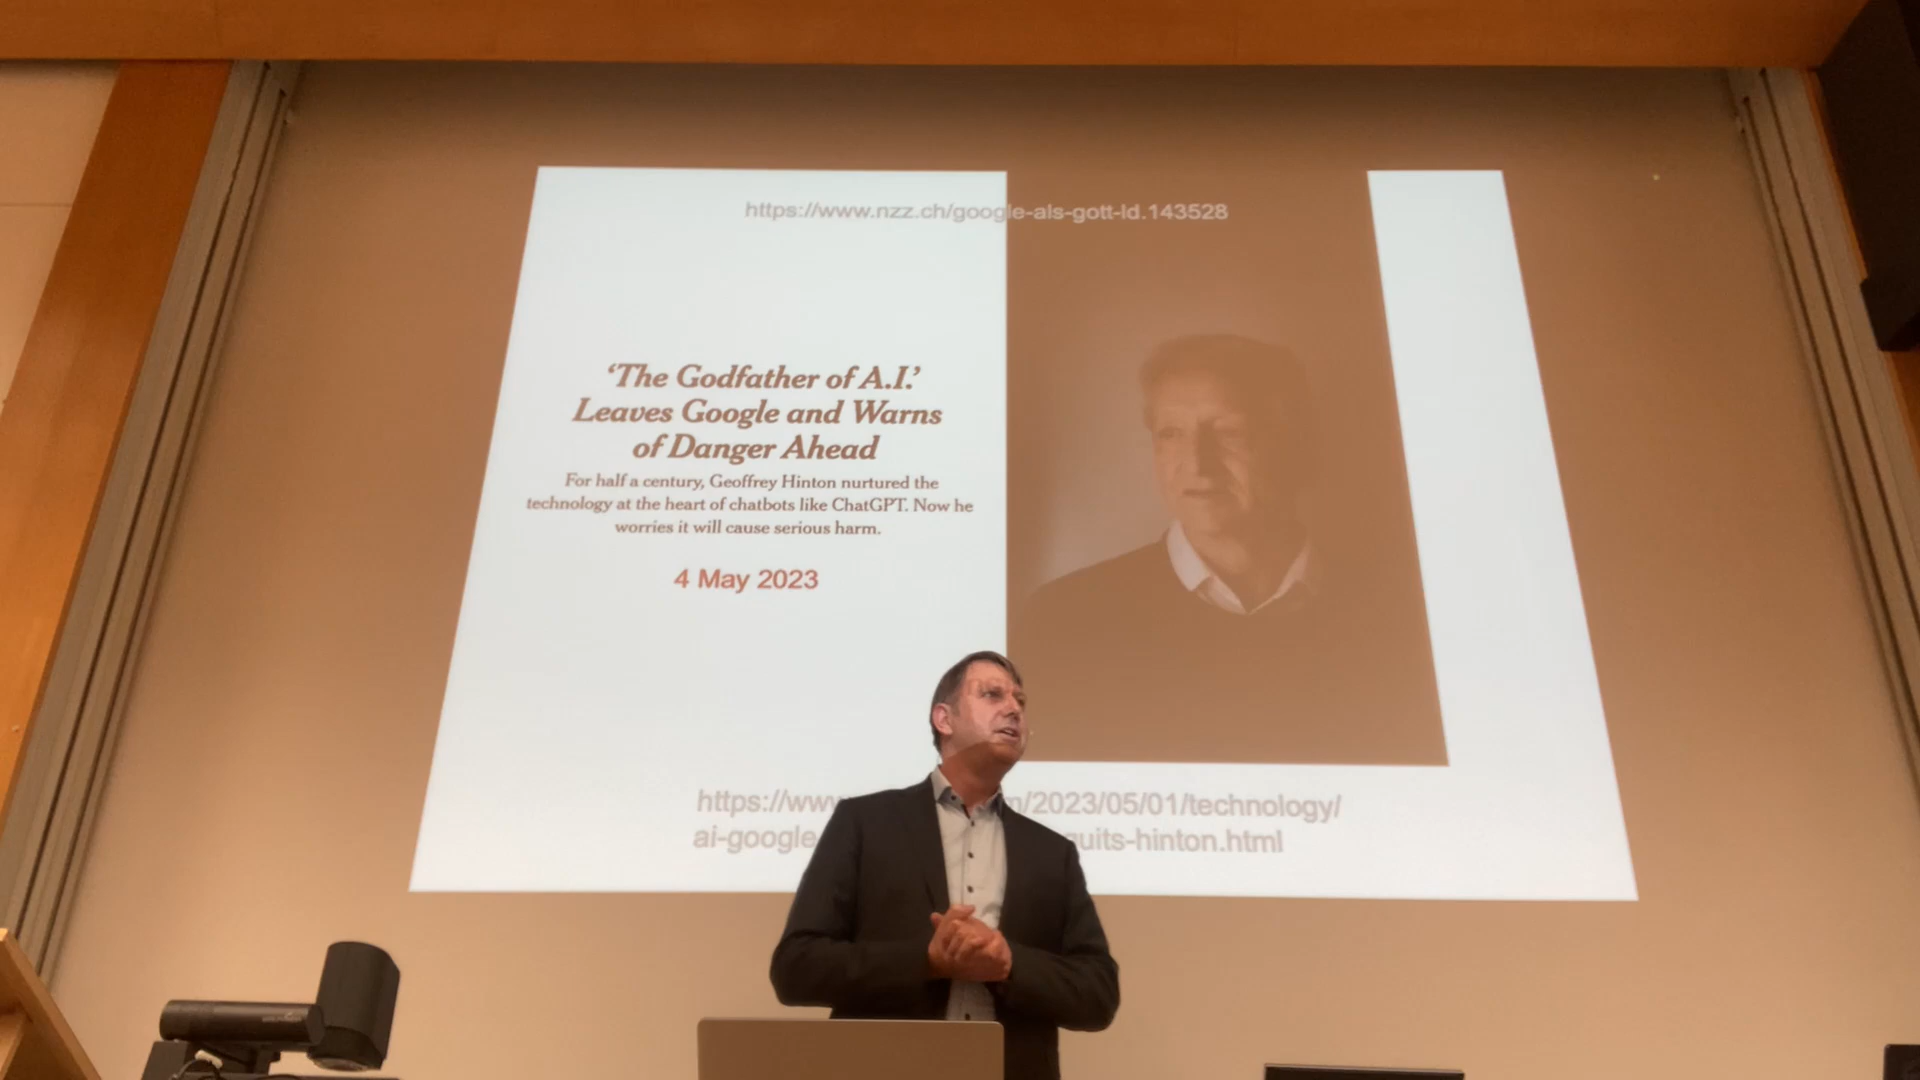 https://www.nzz.ch/google-als-gott-ld.143528
‘The Godfather of A.I.’
Leaves Google and Warns
of Danger Ahead
For half a century, Geoffrey Hinton nurtured the
technology at the heart of chatbots like ChatGPT. Now he
worries it will cause serious harm.
4 May 2023
https://www /2023/05/01/technology/
ai-google quits-hinton.html